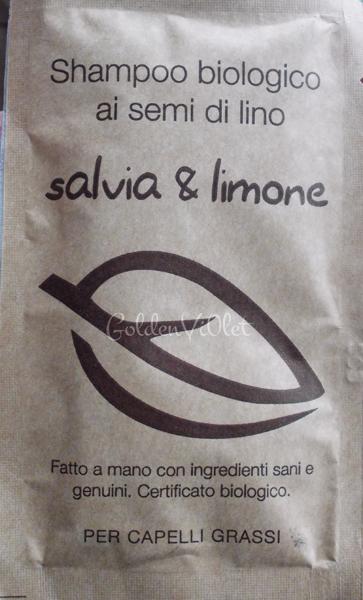 Shampoo biologico
ai semi di lino
salvia & limone
GoldenVi0let
Fatto a mano con ingredienti sani e
genuini. Certificato biologico.
PER CAPELLI GRASSI